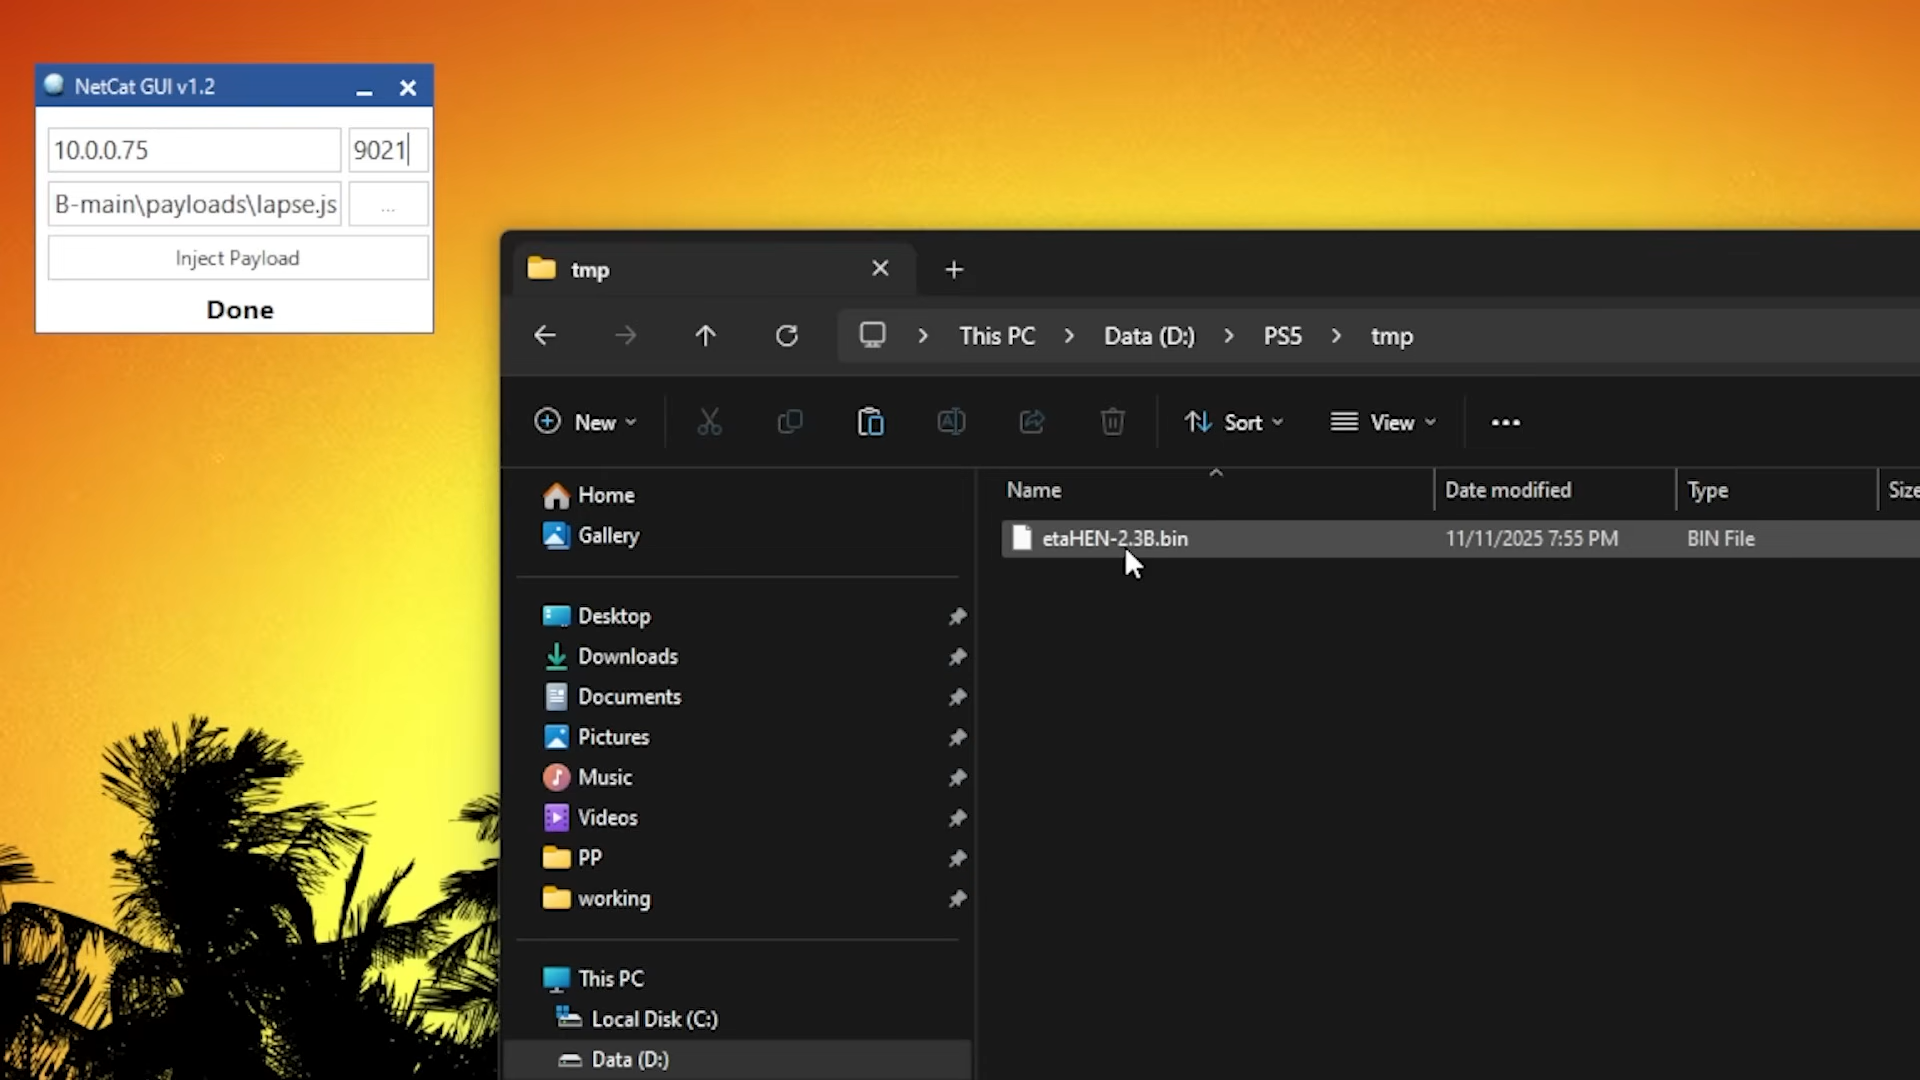 NetCat GUI v1.2
10.0.0.75
9021
B-main\payloads\lapse.js
...
Inject Payload
Done
tmp
This PC > Data (D:) > PS5 > tmp
New
Sort
View
Home
Gallery
Desktop
Downloads
Documents
Pictures
Music
Videos
PP
working
This PC
Local Disk (C:)
Data (D:)
Name
Date modified
Type
Size
etaHEN-2.3B.bin
11/11/2025 7:55 PM
BIN File